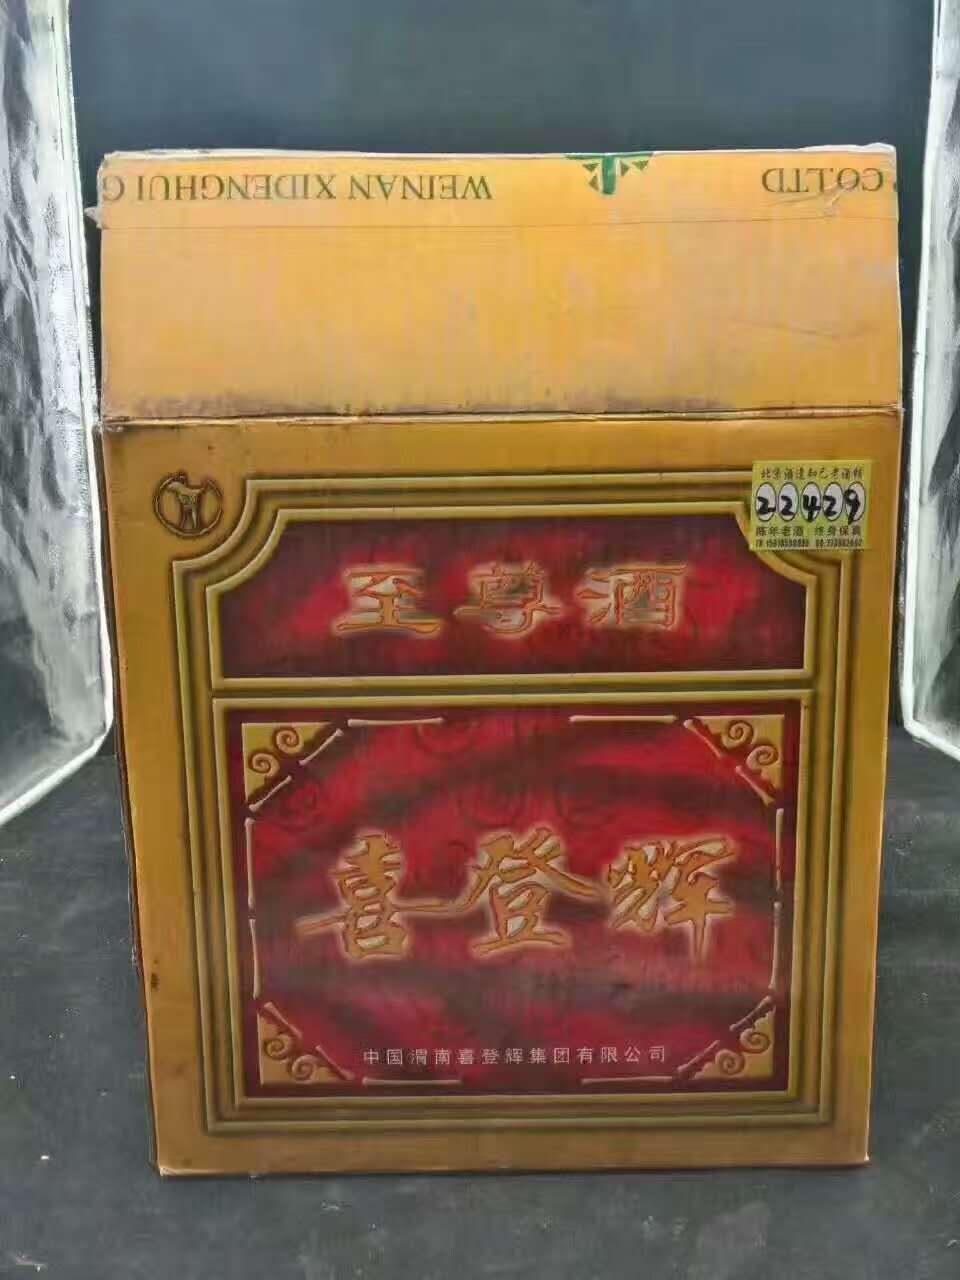 WEINAN XIDENGHUI G
CO.LTD
北京酒逢知己老酒馆
22429
陈年老酒 终身保真
至尊酒
喜登辉
中国渭南喜登辉集团有限公司